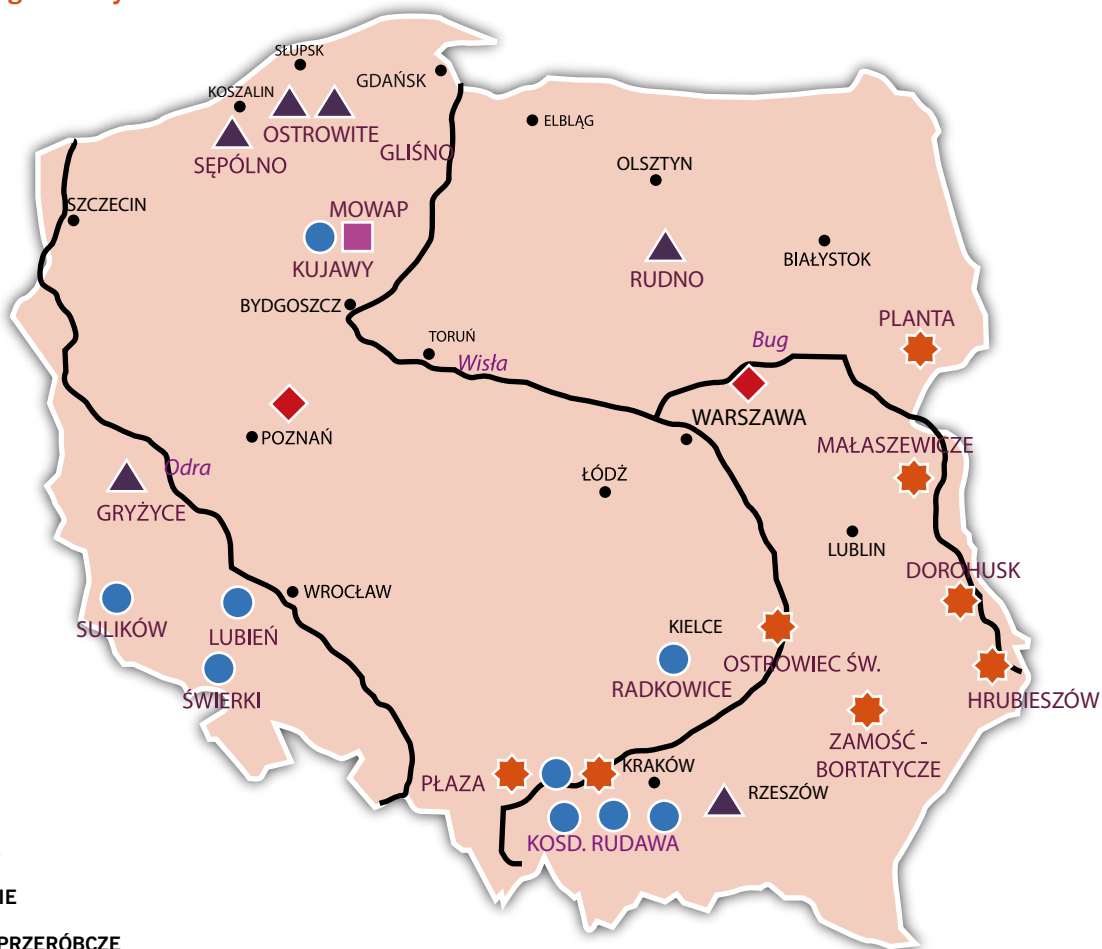 SŁUPSK
GDAŃSK
KOSZALIN
ELBLĄG
OSTROWITE
GLIŚNO
SĘPÓLNO
OLSZTYN
SZCZECIN
MOWAP
KUJAWY
BIAŁYSTOK
RUDNO
BYDGOSZCZ
PLANTA
TORUŃ
Wisła
Bug
WARSZAWA
POZNAŃ
MAŁASZEWICZE
Odra
ŁÓDŹ
GRYŻYCE
LUBLIN
DOROHUSK
WROCŁAW
SULIKÓW
LUBIEŃ
KIELCE
OSTROWIEC ŚW.
RADKOWICE
ŚWIERKI
HRUBIESZÓW
ZAMOŚĆ -
BORTATYCZE
PŁAZA
KRAKÓW
RZESZÓW
KOSD. RUDAWA
PRZERÓBCZE